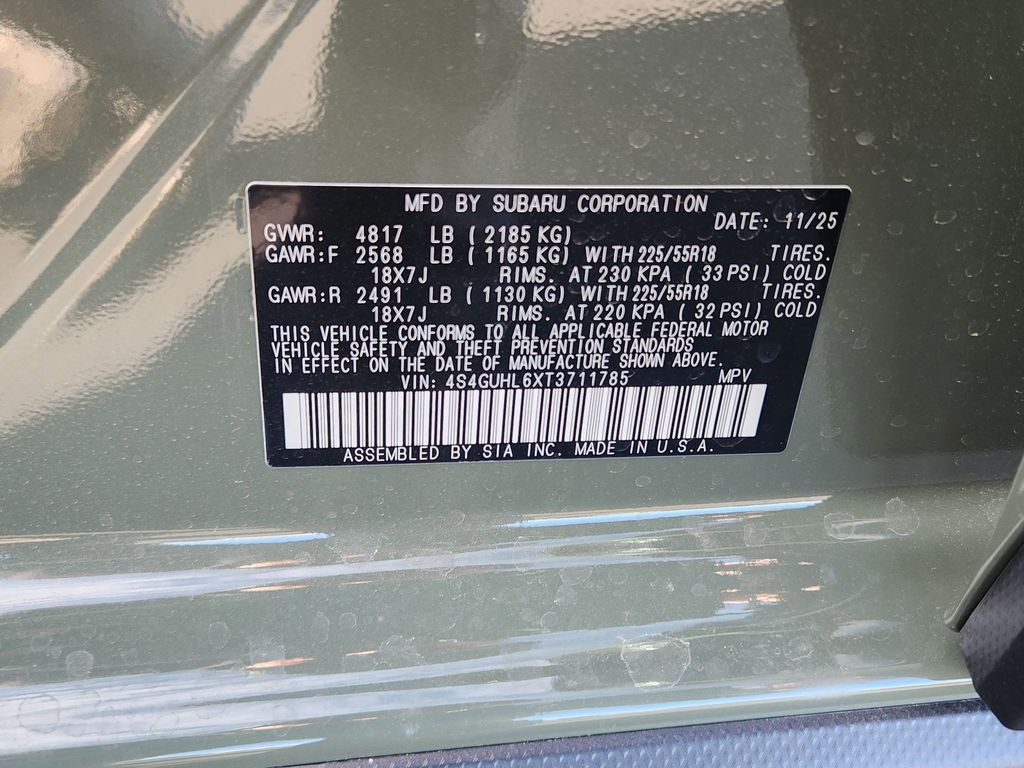 MFD BY SUBARU CORPORATION
DATE: 11/25
GVWR: 4817 LB ( 2185 KG)
GAWR:F 2568 LB ( 1165 KG) WITH 225/55R18 TIRES.
18X7J RIMS. AT 230 KPA ( 33 PSI) COLD
GAWR:R 2491 LB ( 1130 KG) WITH 225/55R18 TIRES.
18X7J RIMS. AT 220 KPA ( 32 PSI) COLD
THIS VEHICLE CONFORMS TO ALL APPLICABLE FEDERAL MOTOR
VEHICLE SAFETY AND THEFT PREVENTION STANDARDS
IN EFFECT ON THE DATE OF MANUFACTURE SHOWN ABOVE.
VIN: 4S4GUHL6XT3711785 MPV
ASSEMBLED BY SIA INC. MADE IN U.S.A.